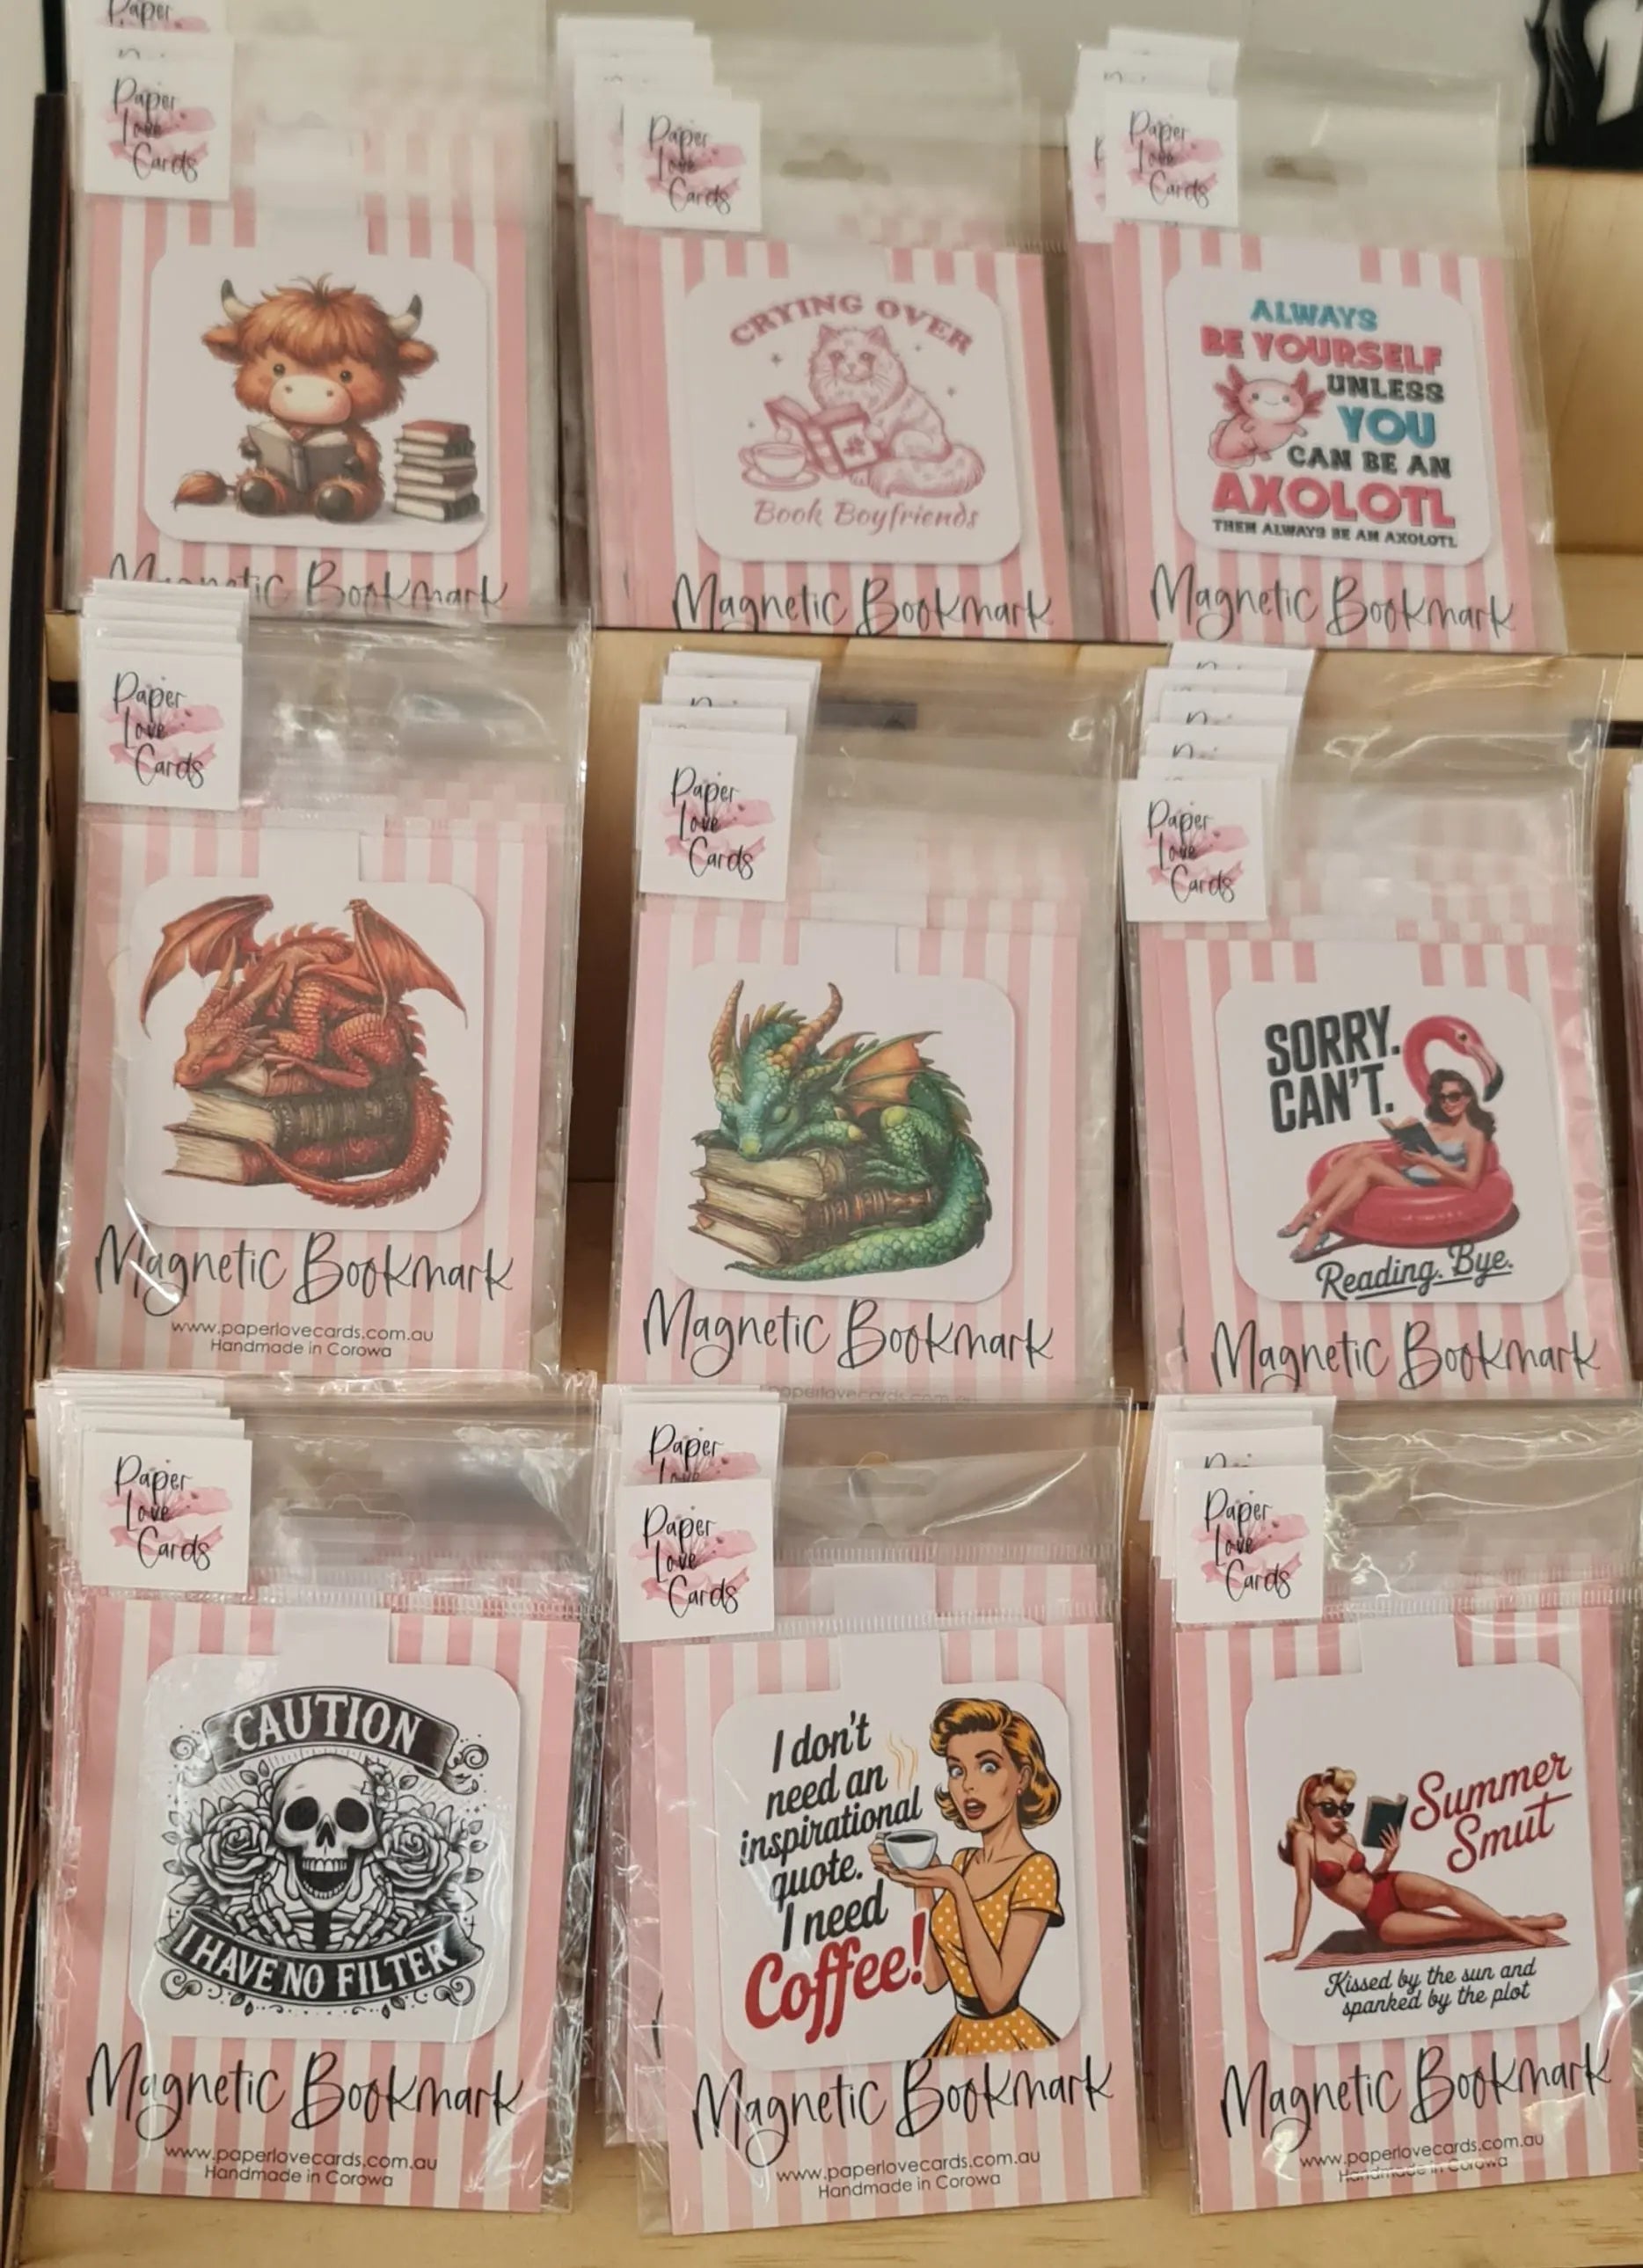 Paper
Paper
Love
Cards
Magnetic Bookmark
Paper
Love
Cards
CRYING OVER
Book Boyfriends
Magnetic Bookmark
Paper
Love
Cards
ALWAYS
BE YOURSELF
UNLESS
YOU
CAN BE AN
AXOLOTL
THEN ALWAYS BE AN AXOLOTL
Magnetic Bookmark
Paper
Love
Cards
Magnetic Bookmark
www.paperlovecards.com.au
Handmade in Corowa
Paper
Love
Cards
Magnetic Bookmark
Paper
Love
Cards
SORRY.
CAN'T.
Reading. Bye.
Magnetic Bookmark
Paper
Love
Cards
CAUTION
I HAVE NO FILTER
Magnetic Bookmark
www.paperlovecards.com.au
Handmade in Corowa
Paper
Love
Paper
Love
Cards
I don't
need an
inspirational
quote.
I need
Coffee!
Magnetic Bookmark
www.paperlovecards.com.au
Handmade in Corowa
Paper
Love
Cards
Summer
Smut
Kissed by the sun and
spanked by the plot
Magnetic Bookmark
www.paperlovecards.com.au
Handmade in Corowa